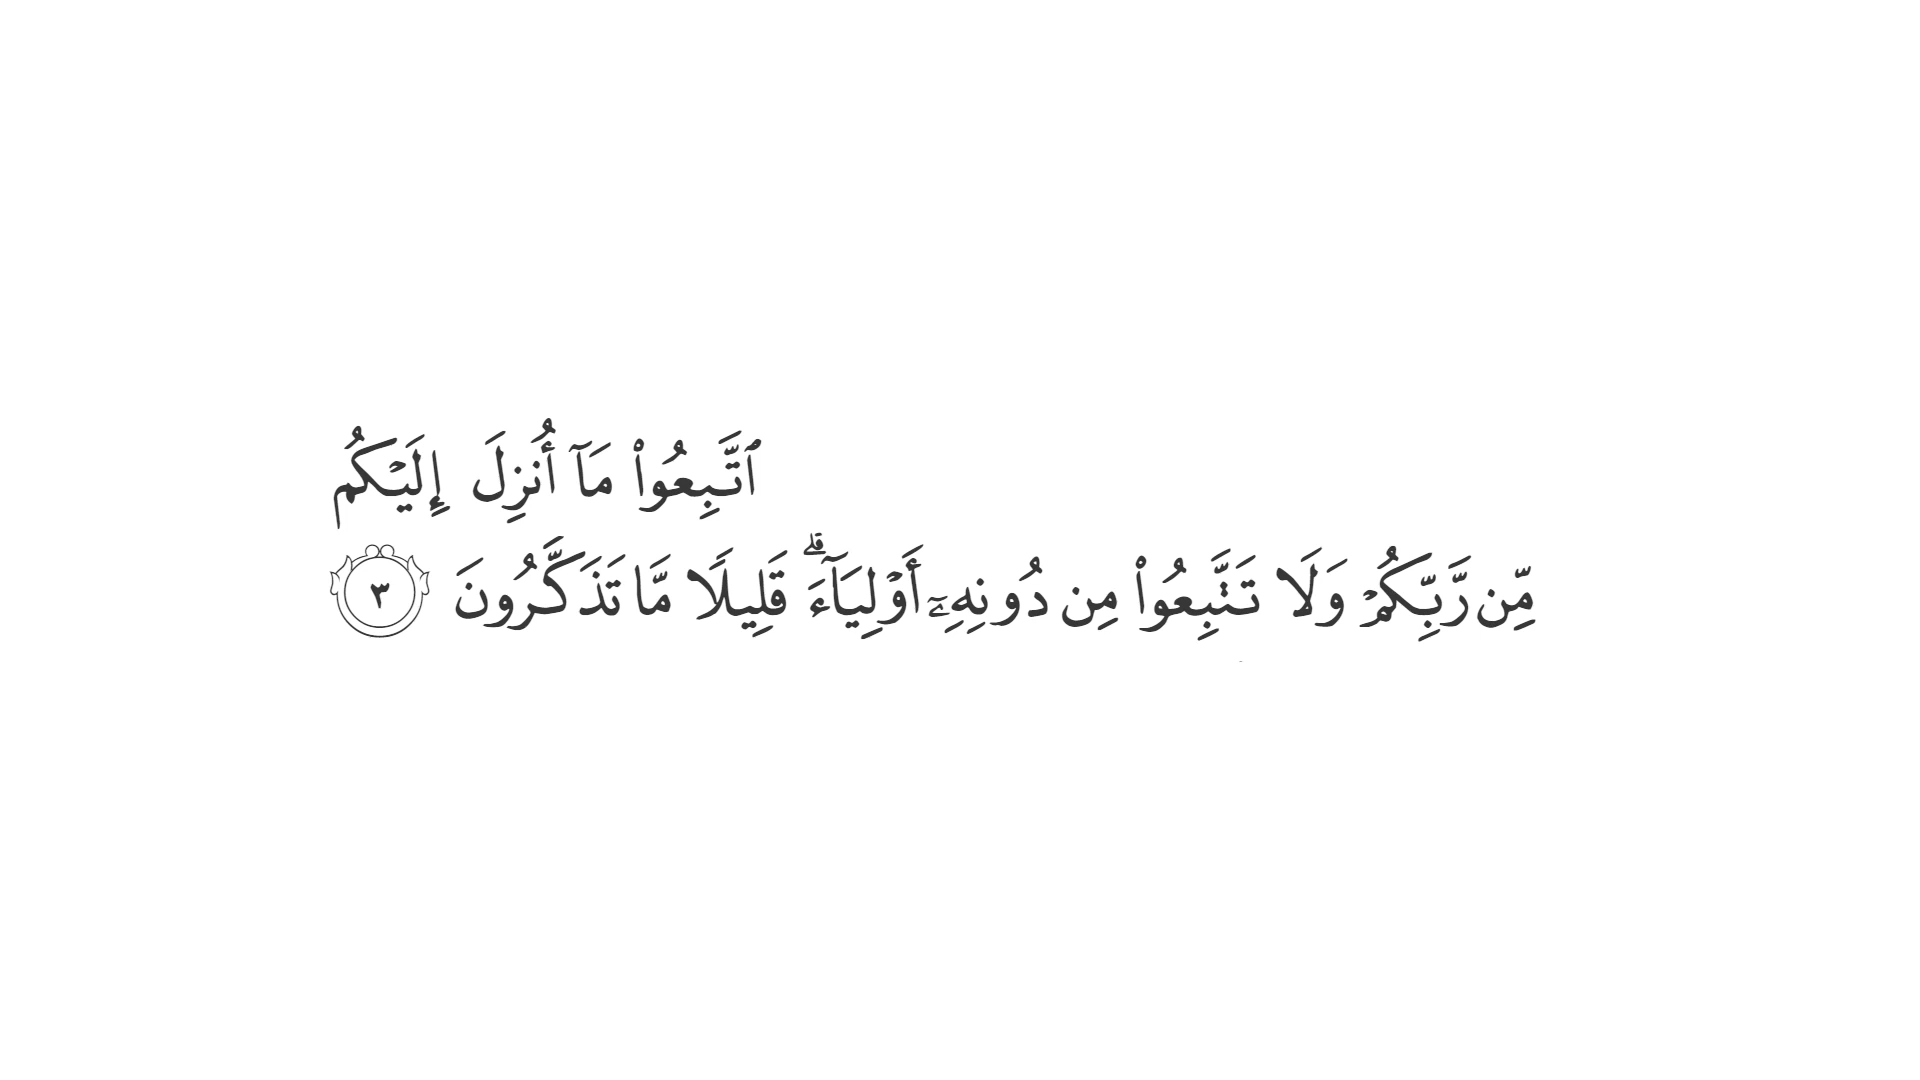 ٱتَّبِعُوا۟ مَآ أُنزِلَ إِلَيْكُم
مِّن رَّبِّكُمْ وَلَا تَتَّبِعُوا۟ مِن دُونِهِۦٓ أَوْلِيَآءَ ۗ قَلِيلًا مَّا تَذَكَّرُونَ ٣